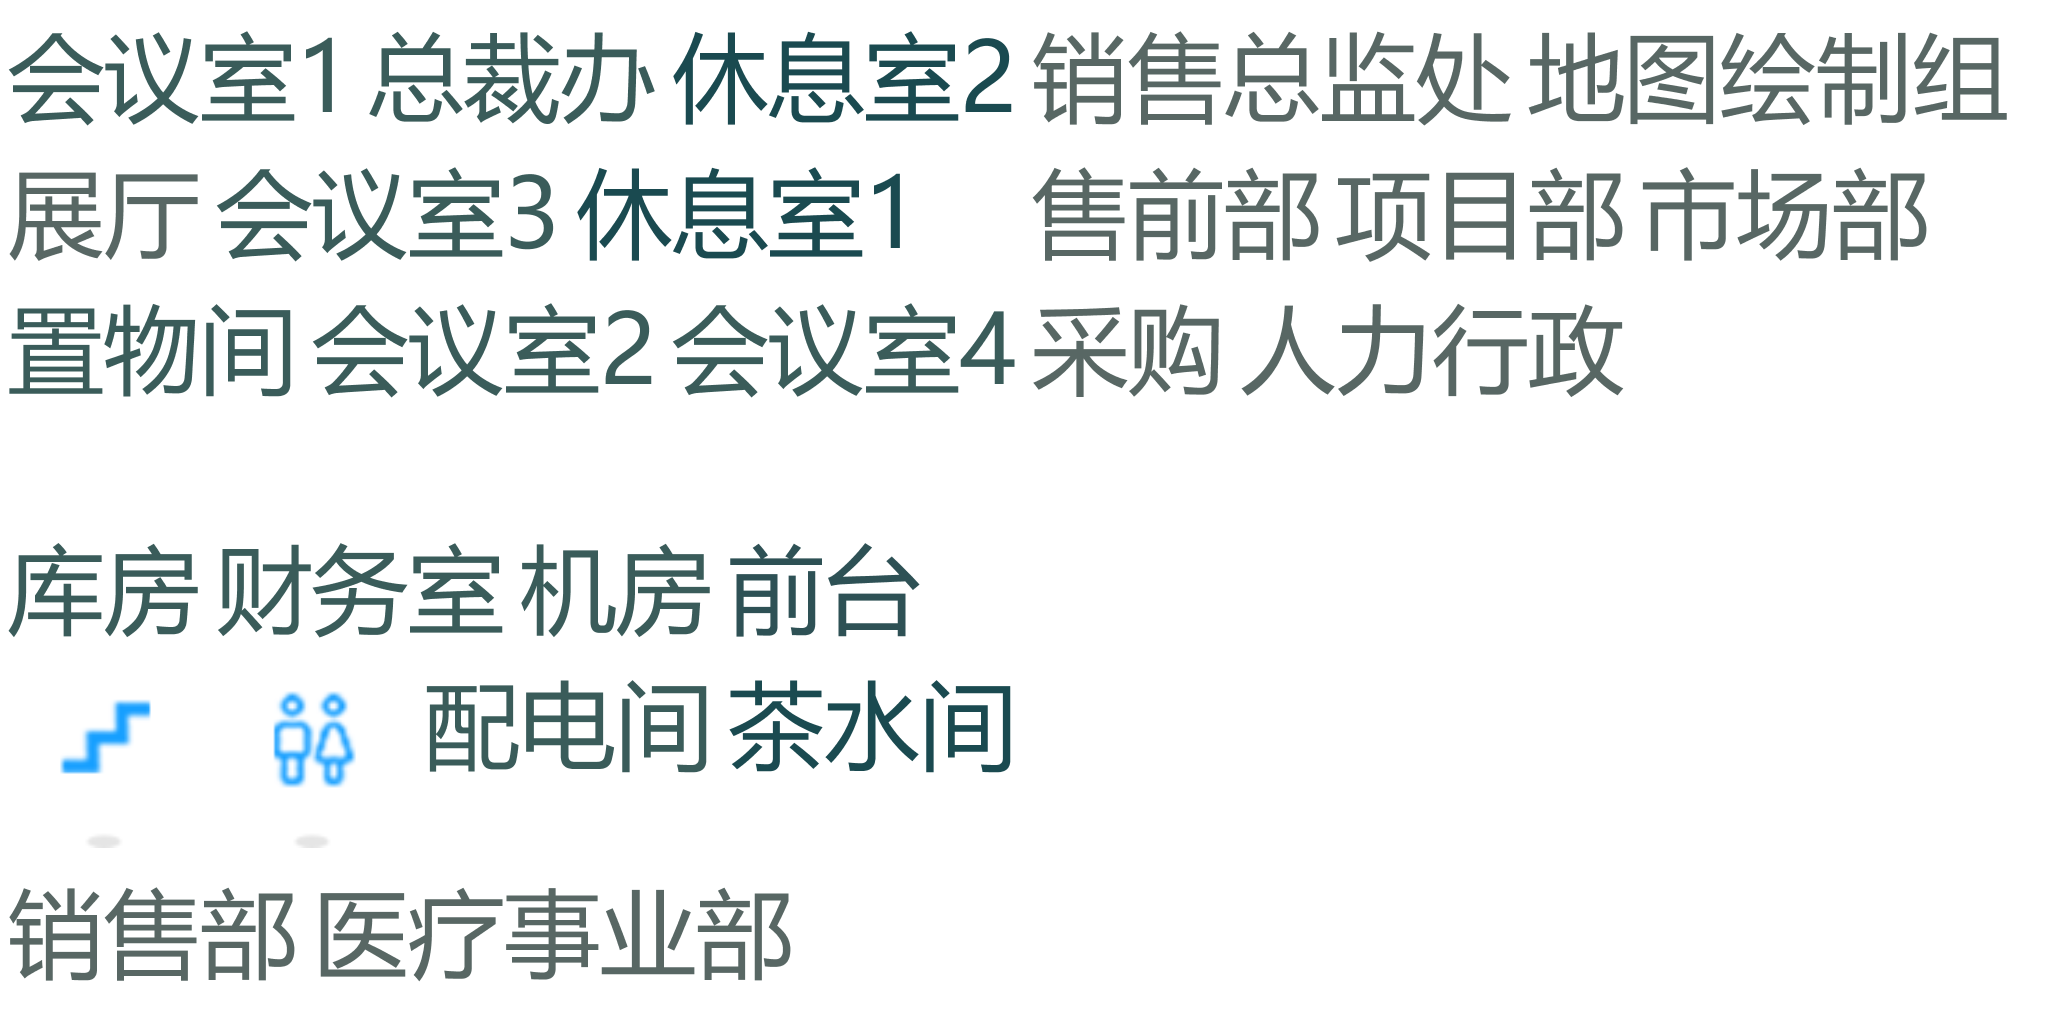 会议室1 总裁办 休息室2 销售总监处 地图绘制组
展厅 会议室3 休息室1 售前部 项目部 市场部
置物间 会议室2 会议室4 采购 人力行政
库房 财务室 机房 前台
配电间 茶水间
销售部 医疗事业部